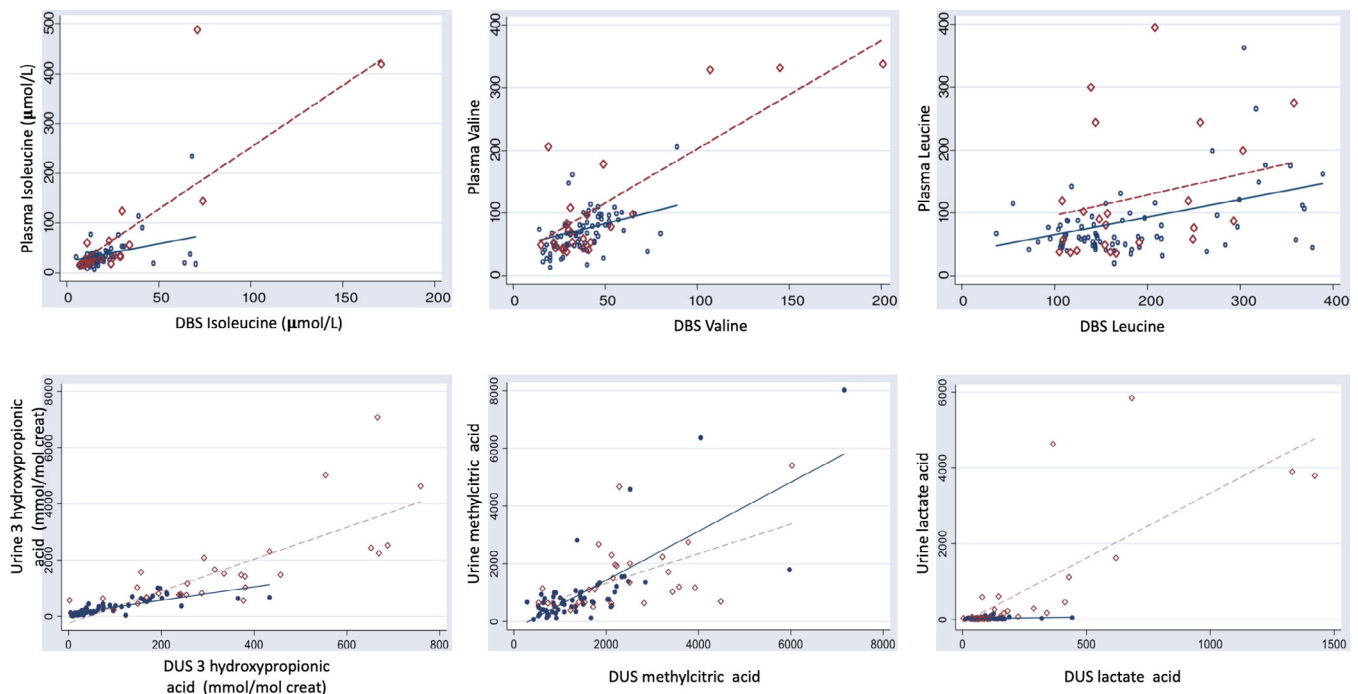 500
400
300
200
100
0
Plasma Isoleucine (µmol/L)
0 50 100 150 200
DBS Isoleucine (µmol/L)
400
300
200
100
0
Plasma Valine
0 50 100 150 200
DBS Valine
400
300
200
100
0
Plasma Leucine
0 100 200 300 400
DBS Leucine
8000
6000
4000
2000
0
Urine 3 hydroxypropionic
acid (mmol/mol creat)
0 200 400 600 800
DUS 3 hydroxypropionic
acid (mmol/mol creat)
8000
6000
4000
2000
0
Urine methylcitric acid
0 2000 4000 6000 8000
DUS methylcitric acid
6000
4000
2000
0
Urine lactate acid
0 500 1000 1500
DUS lactate acid